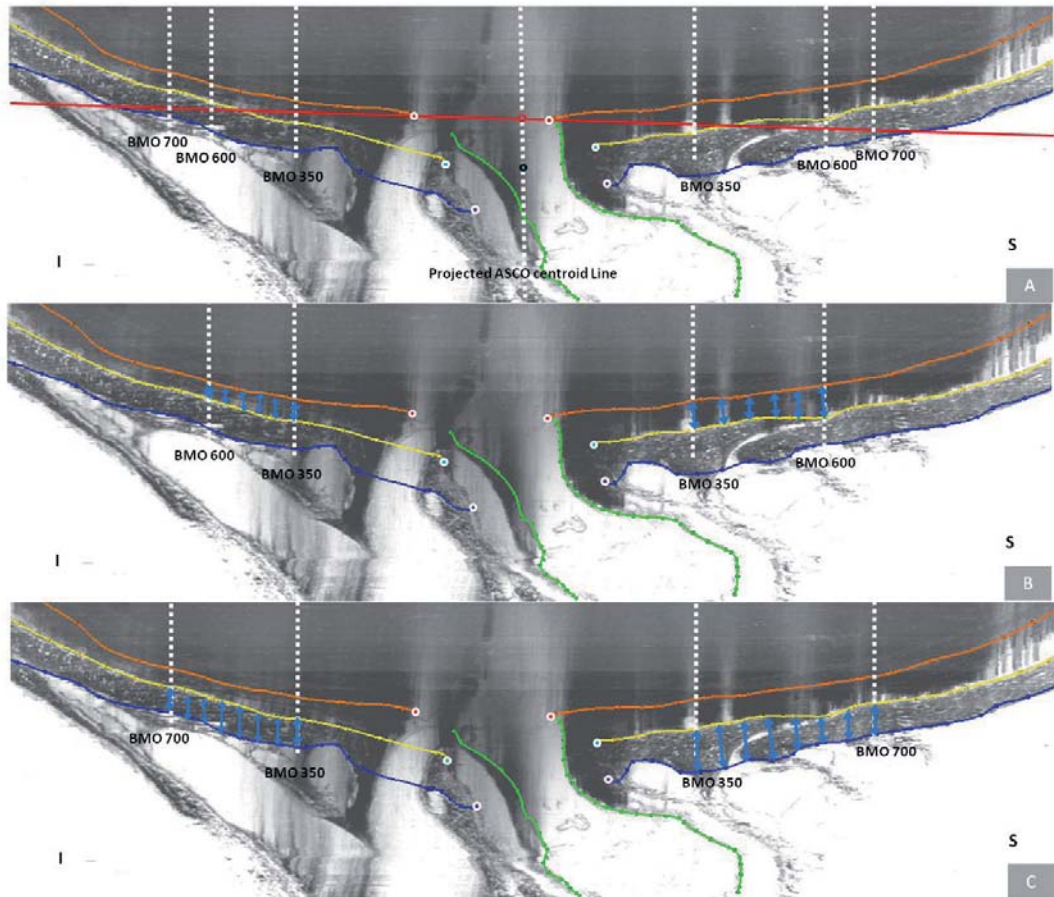 BMO 700
BMO 600
BMO 350
BMO 350
BMO 600
BMO 700
I
Projected ASCO centroid Line
S
A
BMO 600
BMO 350
BMO 350
BMO 600
I
S
B
BMO 700
BMO 350
BMO 350
BMO 700
I
S
C